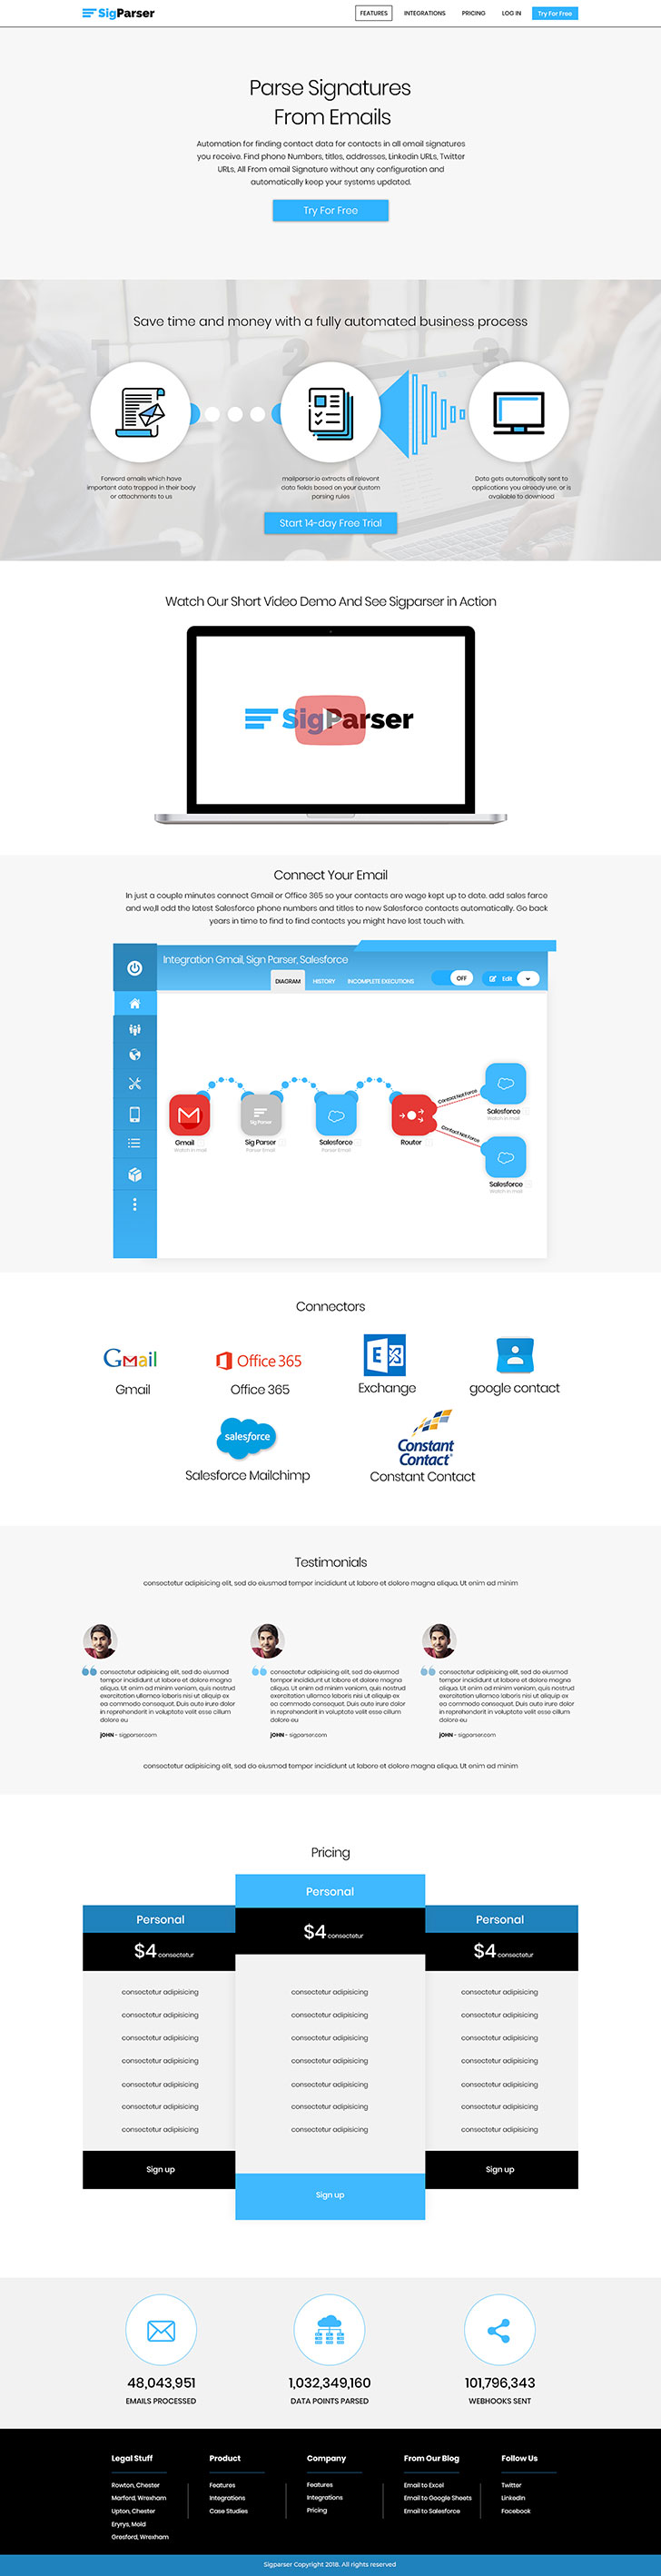 SigParser
FEATURES
INTEGRATIONS
PRICING
LOG IN
Try For Free
Parse Signatures
From Emails
Automation for finding contact data for contacts in all email signatures
you receive. Find phone Numbers, titles, addresses, Linkedin URLs, Twitter
URLs, All From email Signature without any configuration and
automatically keep your systems updated.
Try For Free
Save time and money with a fully automated business process
1
2
3
Forward emails which have
important data trapped in their body
or attachments to us
mailparser.io extracts all relevant
data fields based on your custom
parsing rules
Data gets automatically sent to
applications you already use, or is
available to download
Start 14-day Free Trial
Watch Our Short Video Demo And See Sigparser in Action
SigParser
Connect Your Email
In just a couple minutes connect Gmail or Office 365 so your contacts are wage kept up to date. add sales farce
and we,ll add the latest Salesforce phone numbers and titles to new Salesforce contacts automatically. Go back
years in time to find to find contacts you might have lost touch with.
Integration Gmail, Sign Parser, Salesforce
DIAGRAM
HISTORY
INCOMPLETE EXECUTIONS
OFF
Edit
Gmail
Watch in mail
Sig Parser
Sig Parser
Parser Email
Salesforce
Parser Email
Router
Contact Not Force
Contact Not Force
Salesforce
Watch in mail
Salesforce
Watch in mail
Connectors
Gmail
Gmail
Office 365
Office 365
E
Exchange
google contact
salesforce
Salesforce Mailchimp
Constant
Contact
Constant Contact
Testimonials
consectetur adipisicing elit, sed do eiusmod tempor incididunt ut labore et dolore magna aliqua. Ut enim ad minim
consectetur adipisicing elit, sed do eiusmod
tempor incididunt ut labore et dolore magna
aliqua. Ut enim ad minim veniam, quis nostrud
exercitation ullamco laboris nisi ut aliquip ex
ea commodo consequat. Duis aute irure dolor
in reprehenderit in voluptate velit esse cillum
dolore eu
jOHN - sigparser.com
consectetur adipisicing elit, sed do eiusmod
tempor incididunt ut labore et dolore magna
aliqua. Ut enim ad minim veniam, quis nostrud
exercitation ullamco laboris nisi ut aliquip ex
ea commodo consequat. Duis aute irure dolor
in reprehenderit in voluptate velit esse cillum
dolore eu
jOHN - sigparser.com
consectetur adipisicing elit, sed do eiusmod
tempor incididunt ut labore et dolore magna
aliqua. Ut enim ad minim veniam, quis nostrud
exercitation ullamco laboris nisi ut aliquip ex
ea commodo consequat. Duis aute irure dolor
in reprehenderit in voluptate velit esse cillum
dolore eu
jOHN - sigparser.com
consectetur adipisicing elit, sed do eiusmod tempor incididunt ut labore et dolore magna aliqua. Ut enim ad minim
Pricing
Personal
$4 consectetur
consectetur adipisicing
consectetur adipisicing
consectetur adipisicing
consectetur adipisicing
consectetur adipisicing
consectetur adipisicing
consectetur adipisicing
Sign up
Personal
$4 consectetur
consectetur adipisicing
consectetur adipisicing
consectetur adipisicing
consectetur adipisicing
consectetur adipisicing
consectetur adipisicing
consectetur adipisicing
Sign up
Personal
$4 consectetur
consectetur adipisicing
consectetur adipisicing
consectetur adipisicing
consectetur adipisicing
consectetur adipisicing
consectetur adipisicing
consectetur adipisicing
Sign up
48,043,951
EMAILS PROCESSED
1,032,349,160
DATA POINTS PARSED
101,796,343
WEBHOOKS SENT
Legal Stuff
Rowton, Chester
Marford, Wrexham
Upton, Chester
Eryrys, Mold
Gresford, Wrexham
Product
Features
Integrations
Case Studies
Company
Features
Integrations
Pricing
From Our Blog
Email to Excel
Email to Google Sheets
Email to Salesforce
Follow Us
Twitter
LinkedIn
Facebook
Sigparser Copyright 2018. All rights reserved